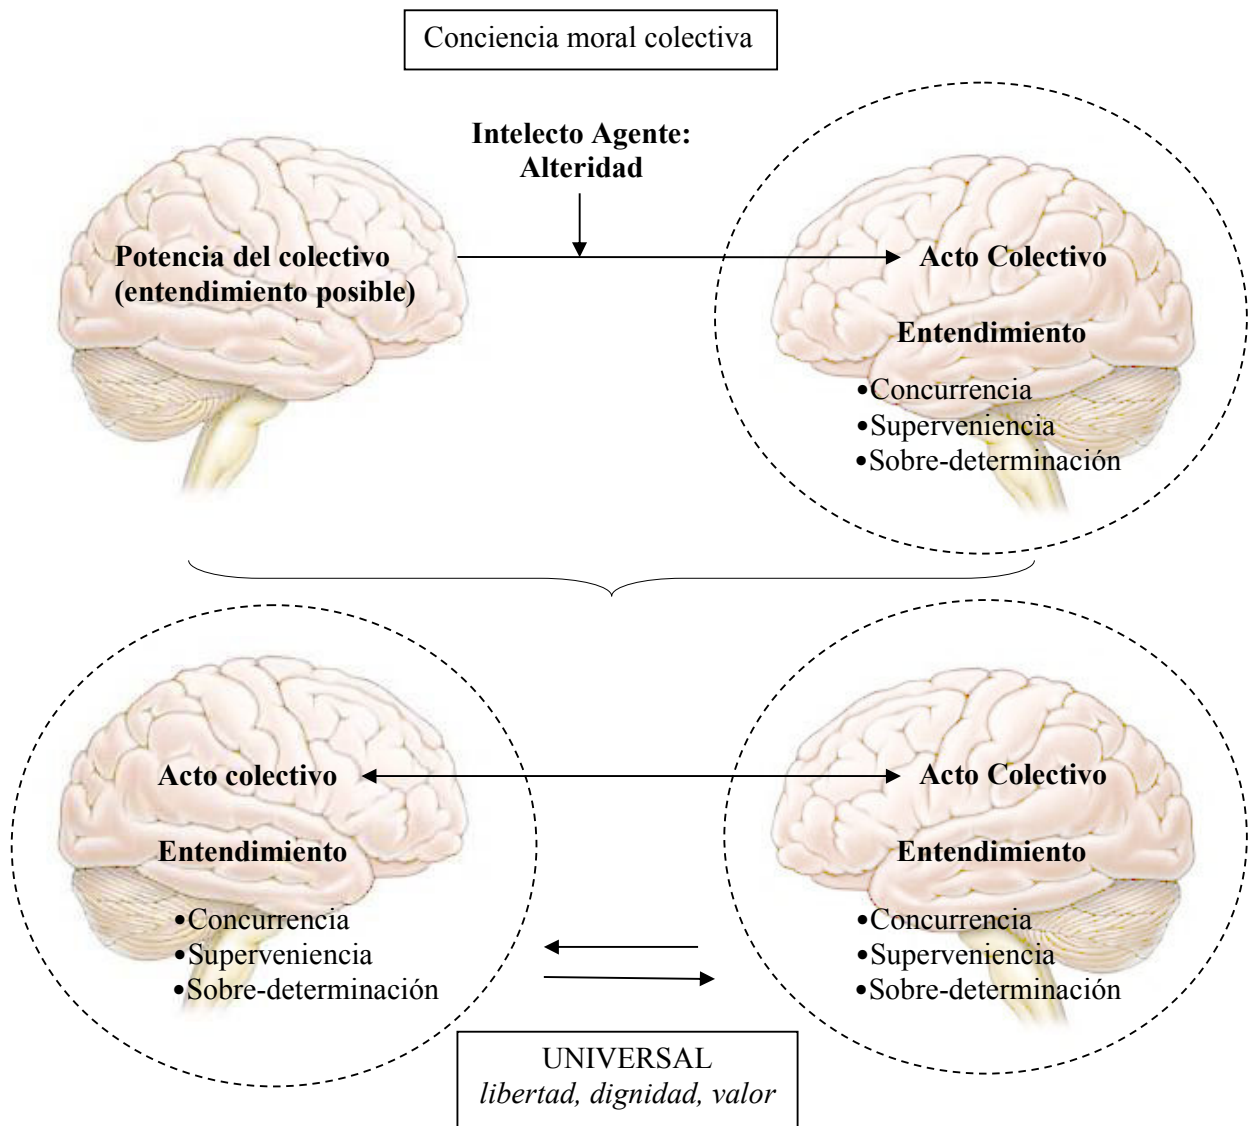 Conciencia moral colectiva
Intelecto Agente:
Alteridad
Potencia del colectivo
(entendimiento posible)
Acto Colectivo
Entendimiento
•Concurrencia
•Superveniencia
•Sobre-determinación
Acto colectivo
Entendimiento
•Concurrencia
•Superveniencia
•Sobre-determinación
Acto Colectivo
Entendimiento
•Concurrencia
•Superveniencia
•Sobre-determinación
UNIVERSAL
libertad, dignidad, valor